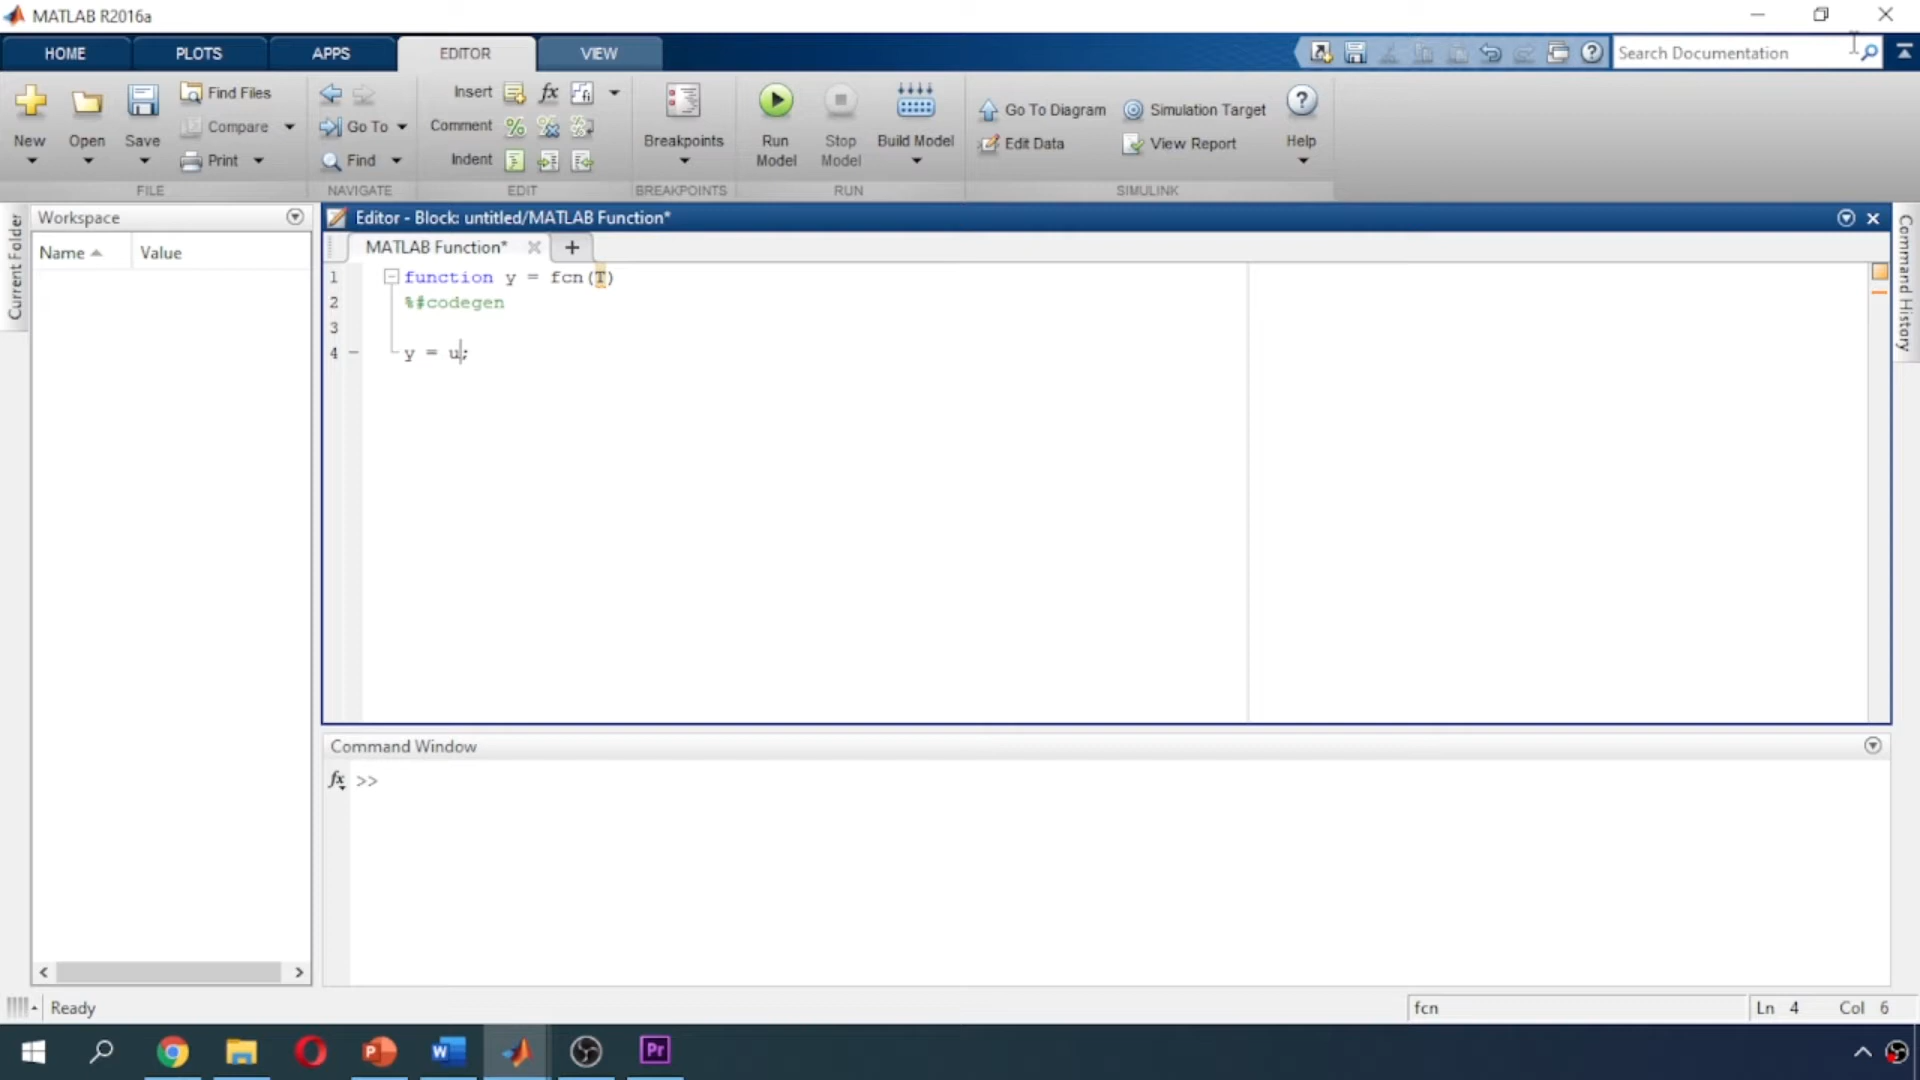 MATLAB R2016a
HOME
PLOTS
APPS
EDITOR
VIEW
Search Documentation
New
Open
Save
Find Files
Compare
Print
FILE
Go To
Find
NAVIGATE
Insert
Comment
Indent
fx
EDIT
Breakpoints
BREAKPOINTS
Run Model
Stop Model
Build Model
RUN
Go To Diagram
Edit Data
Simulation Target
View Report
Help
SIMULINK
Current Folder
Workspace
Name
Value
Editor - Block: untitled/MATLAB Function*
MATLAB Function*
1 function y = fcn(T)
2 %#codegen
3
4 y = u;
Command History
Command Window
fx >>
Ready
fcn
Ln 4 Col 6